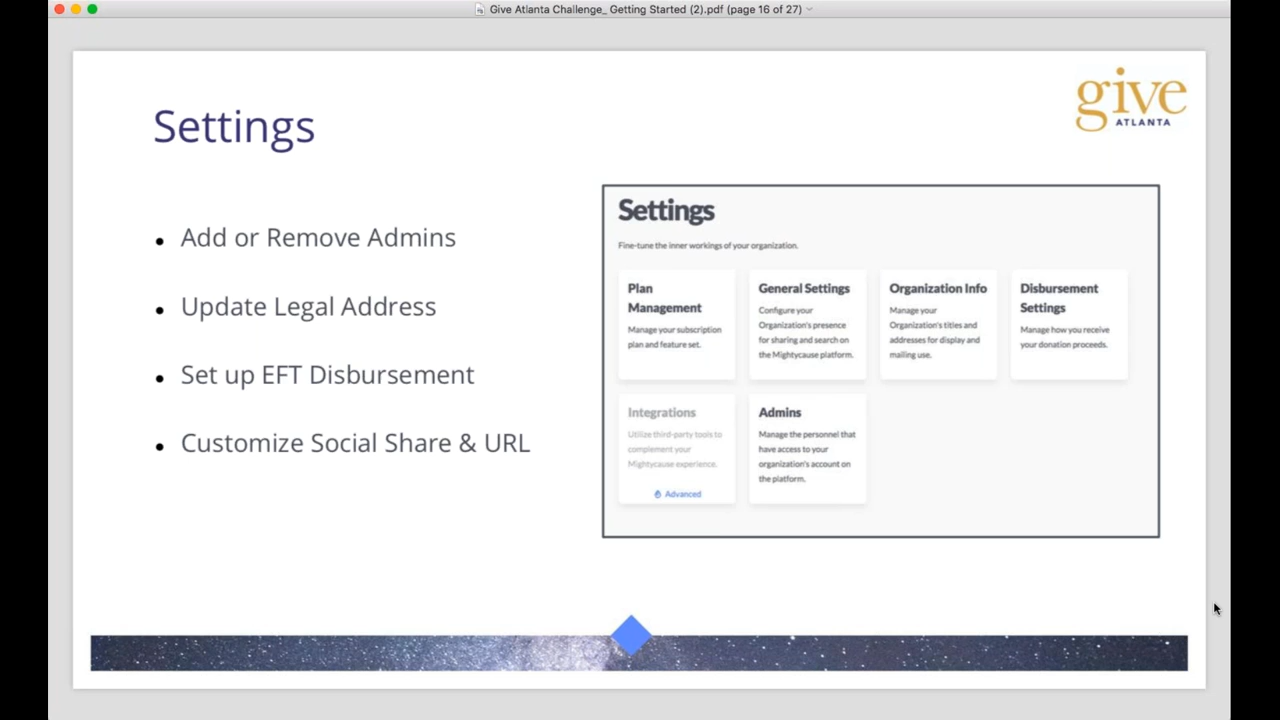 Give Atlanta Challenge_ Getting Started (2).pdf (page 16 of 27)
give
ATLANTA
Settings
Add or Remove Admins
Update Legal Address
Set up EFT Disbursement
Customize Social Share & URL
Settings
Fine-tune the inner workings of your organization.
Plan
Management
Manage your subscription
plan and feature set.
General Settings
Configure your
Organization's presence
for sharing and search on
the Mightycause platform.
Organization Info
Manage your
Organization's titles and
addresses for display and
mailing use.
Disbursement
Settings
Manage how you receive
your donation proceeds.
Integrations
Utilize third-party tools to
complement your
Mightycause experience.
Advanced
Admins
Manage the personnel that
have access to your
organization's account on
the platform.